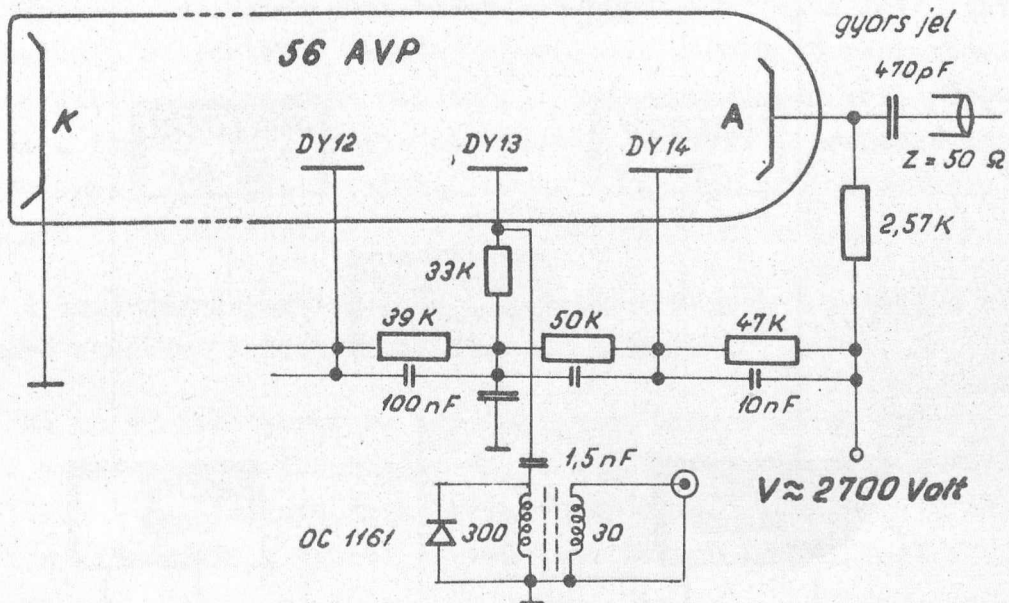 gyors jel
56 AVP
470pF
K
A
DY12
DY13
DY14
Z = 50 Ω
2,57K
33K
39K
50K
47K
100nF
10nF
1,5nF
V ≈ 2700 Volt
OC 1161
300
30